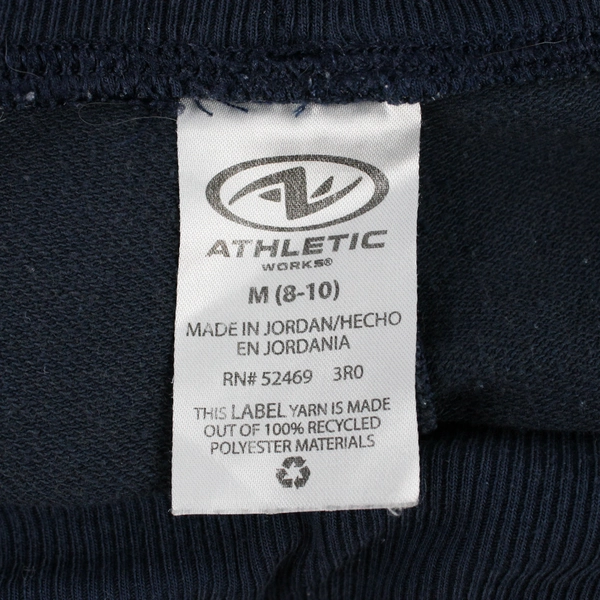 ATHLETIC
WORKS®
M (8-10)
MADE IN JORDAN/HECHO
EN JORDANIA
RN# 52469 3R0
THIS LABEL YARN IS MADE
OUT OF 100% RECYCLED
POLYESTER MATERIALS